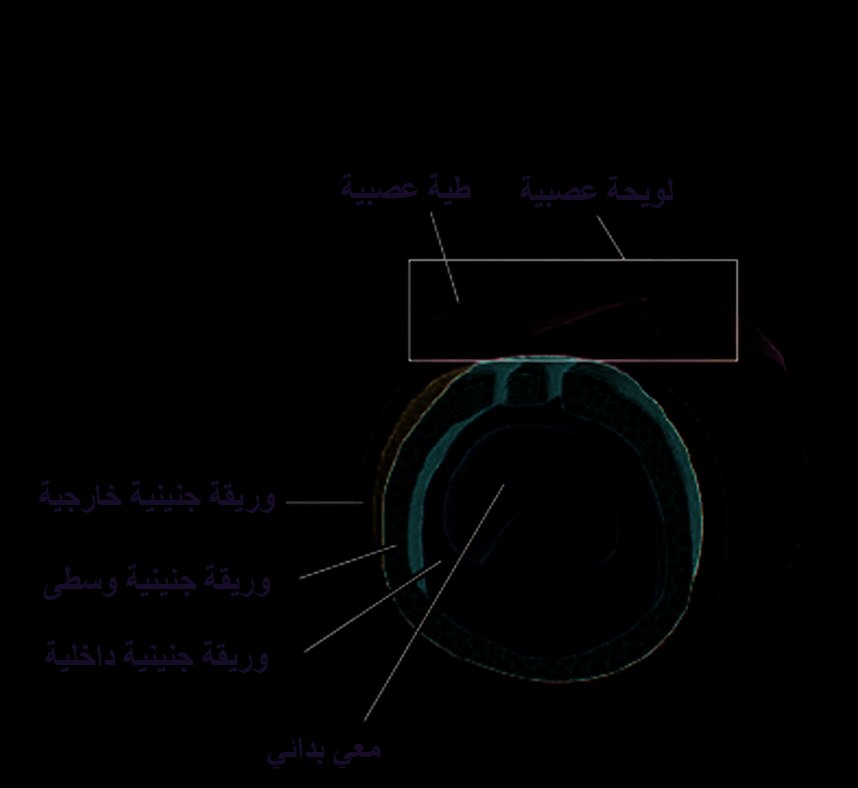 طية عصبية
لويحة عصبية
وريقة جنينية خارجية
وريقة جنينية وسطى
وريقة جنينية داخلية
معي بدائي